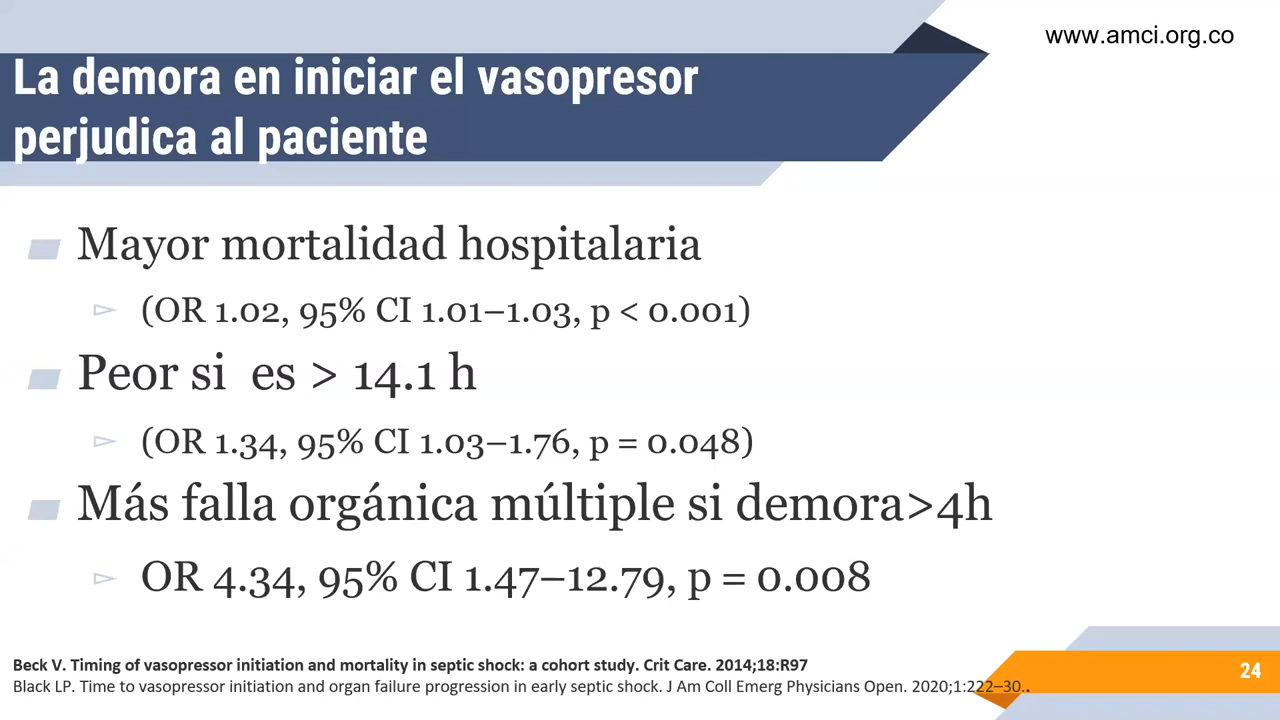 www.amci.org.co
La demora en iniciar el vasopresor
perjudica al paciente
Mayor mortalidad hospitalaria
(OR 1.02, 95% CI 1.01–1.03, p < 0.001)
Peor si es > 14.1 h
(OR 1.34, 95% CI 1.03–1.76, p = 0.048)
Más falla orgánica múltiple si demora>4h
OR 4.34, 95% CI 1.47–12.79, p = 0.008
Beck V. Timing of vasopressor initiation and mortality in septic shock: a cohort study. Crit Care. 2014;18:R97
Black LP. Time to vasopressor initiation and organ failure progression in early septic shock. J Am Coll Emerg Physicians Open. 2020;1:222–30..
24